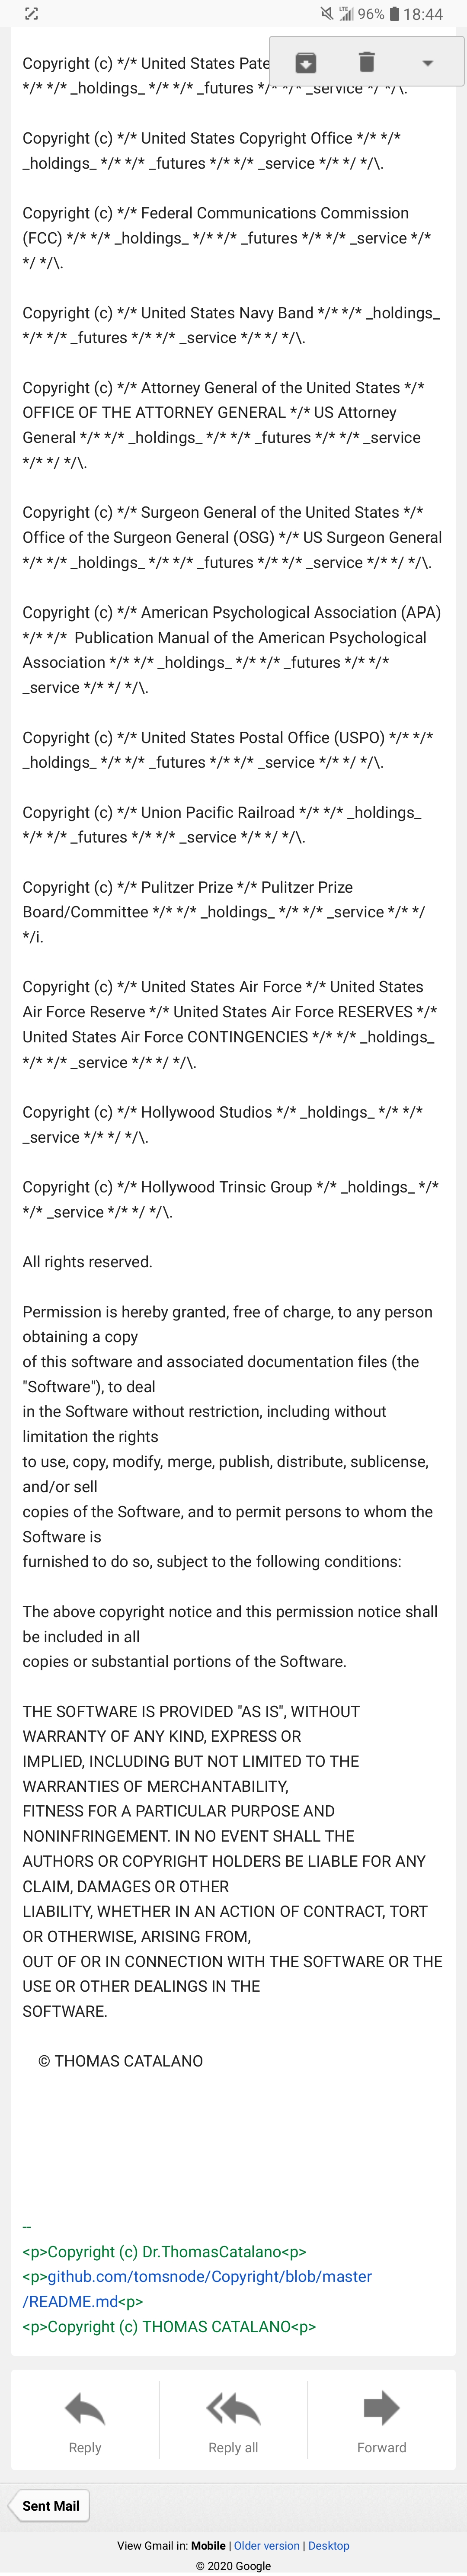 LTE 96% 18:44
Copyright (c) */* United States Pate
*/* */* _holdings_ */* */* _futures */* */* _service */ */\.
Copyright (c) */* United States Copyright Office */* */*
_holdings_ */* */* _futures */* */* _service */* */ */\.
Copyright (c) */* Federal Communications Commission
(FCC) */* */* _holdings_ */* */* _futures */* */* _service */*
*/ */\.
Copyright (c) */* United States Navy Band */* */* _holdings_
*/* */* _futures */* */* _service */* */ */\.
Copyright (c) */* Attorney General of the United States */*
OFFICE OF THE ATTORNEY GENERAL */* US Attorney
General */* */* _holdings_ */* */* _futures */* */* _service
*/* */ */\.
Copyright (c) */* Surgeon General of the United States */*
Office of the Surgeon General (OSG) */* US Surgeon General
*/* */* _holdings_ */* */* _futures */* */* _service */* */ */\.
Copyright (c) */* American Psychological Association (APA)
*/* */*  Publication Manual of the American Psychological
Association */* */* _holdings_ */* */* _futures */* */*
_service */* */ */\.
Copyright (c) */* United States Postal Office (USPO) */* */*
_holdings_ */* */* _futures */* */* _service */* */ */\.
Copyright (c) */* Union Pacific Railroad */* */* _holdings_
*/* */* _futures */* */* _service */* */ */\.
Copyright (c) */* Pulitzer Prize */* Pulitzer Prize
Board/Committee */* */* _holdings_ */* */* _service */* */
*/i.
Copyright (c) */* United States Air Force */* United States
Air Force Reserve */* United States Air Force RESERVES */*
United States Air Force CONTINGENCIES */* */* _holdings_
*/* */* _service */* */ */\.
Copyright (c) */* Hollywood Studios */* _holdings_ */* */*
_service */* */ */\.
Copyright (c) */* Hollywood Trinsic Group */* _holdings_ */*
*/* _service */* */ */\.
All rights reserved.
Permission is hereby granted, free of charge, to any person
obtaining a copy
of this software and associated documentation files (the
"Software"), to deal
in the Software without restriction, including without
limitation the rights
to use, copy, modify, merge, publish, distribute, sublicense,
and/or sell
copies of the Software, and to permit persons to whom the
Software is
furnished to do so, subject to the following conditions:
The above copyright notice and this permission notice shall
be included in all
copies or substantial portions of the Software.
THE SOFTWARE IS PROVIDED "AS IS", WITHOUT
WARRANTY OF ANY KIND, EXPRESS OR
IMPLIED, INCLUDING BUT NOT LIMITED TO THE
WARRANTIES OF MERCHANTABILITY,
FITNESS FOR A PARTICULAR PURPOSE AND
NONINFRINGEMENT. IN NO EVENT SHALL THE
AUTHORS OR COPYRIGHT HOLDERS BE LIABLE FOR ANY
CLAIM, DAMAGES OR OTHER
LIABILITY, WHETHER IN AN ACTION OF CONTRACT, TORT
OR OTHERWISE, ARISING FROM,
OUT OF OR IN CONNECTION WITH THE SOFTWARE OR THE
USE OR OTHER DEALINGS IN THE
SOFTWARE.
© THOMAS CATALANO
--
<p>Copyright (c) Dr.ThomasCatalano<p>
<p>github.com/tomsnode/Copyright/blob/master
/README.md<p>
<p>Copyright (c) THOMAS CATALANO<p>
Reply Reply all Forward
Sent Mail
View Gmail in: Mobile | Older version | Desktop
© 2020 Google